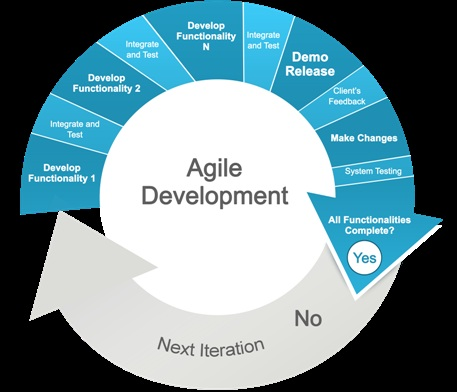 Develop
Functionality 1
Integrate and
Test
Develop
Functionality 2
Integrate
and Test
Develop
Functionality
N
Integrate
and Test
Demo
Release
Client's
Feedback
Make Changes
System Testing
All Functionalities
Complete?
Yes
No
Next Iteration
Agile
Development